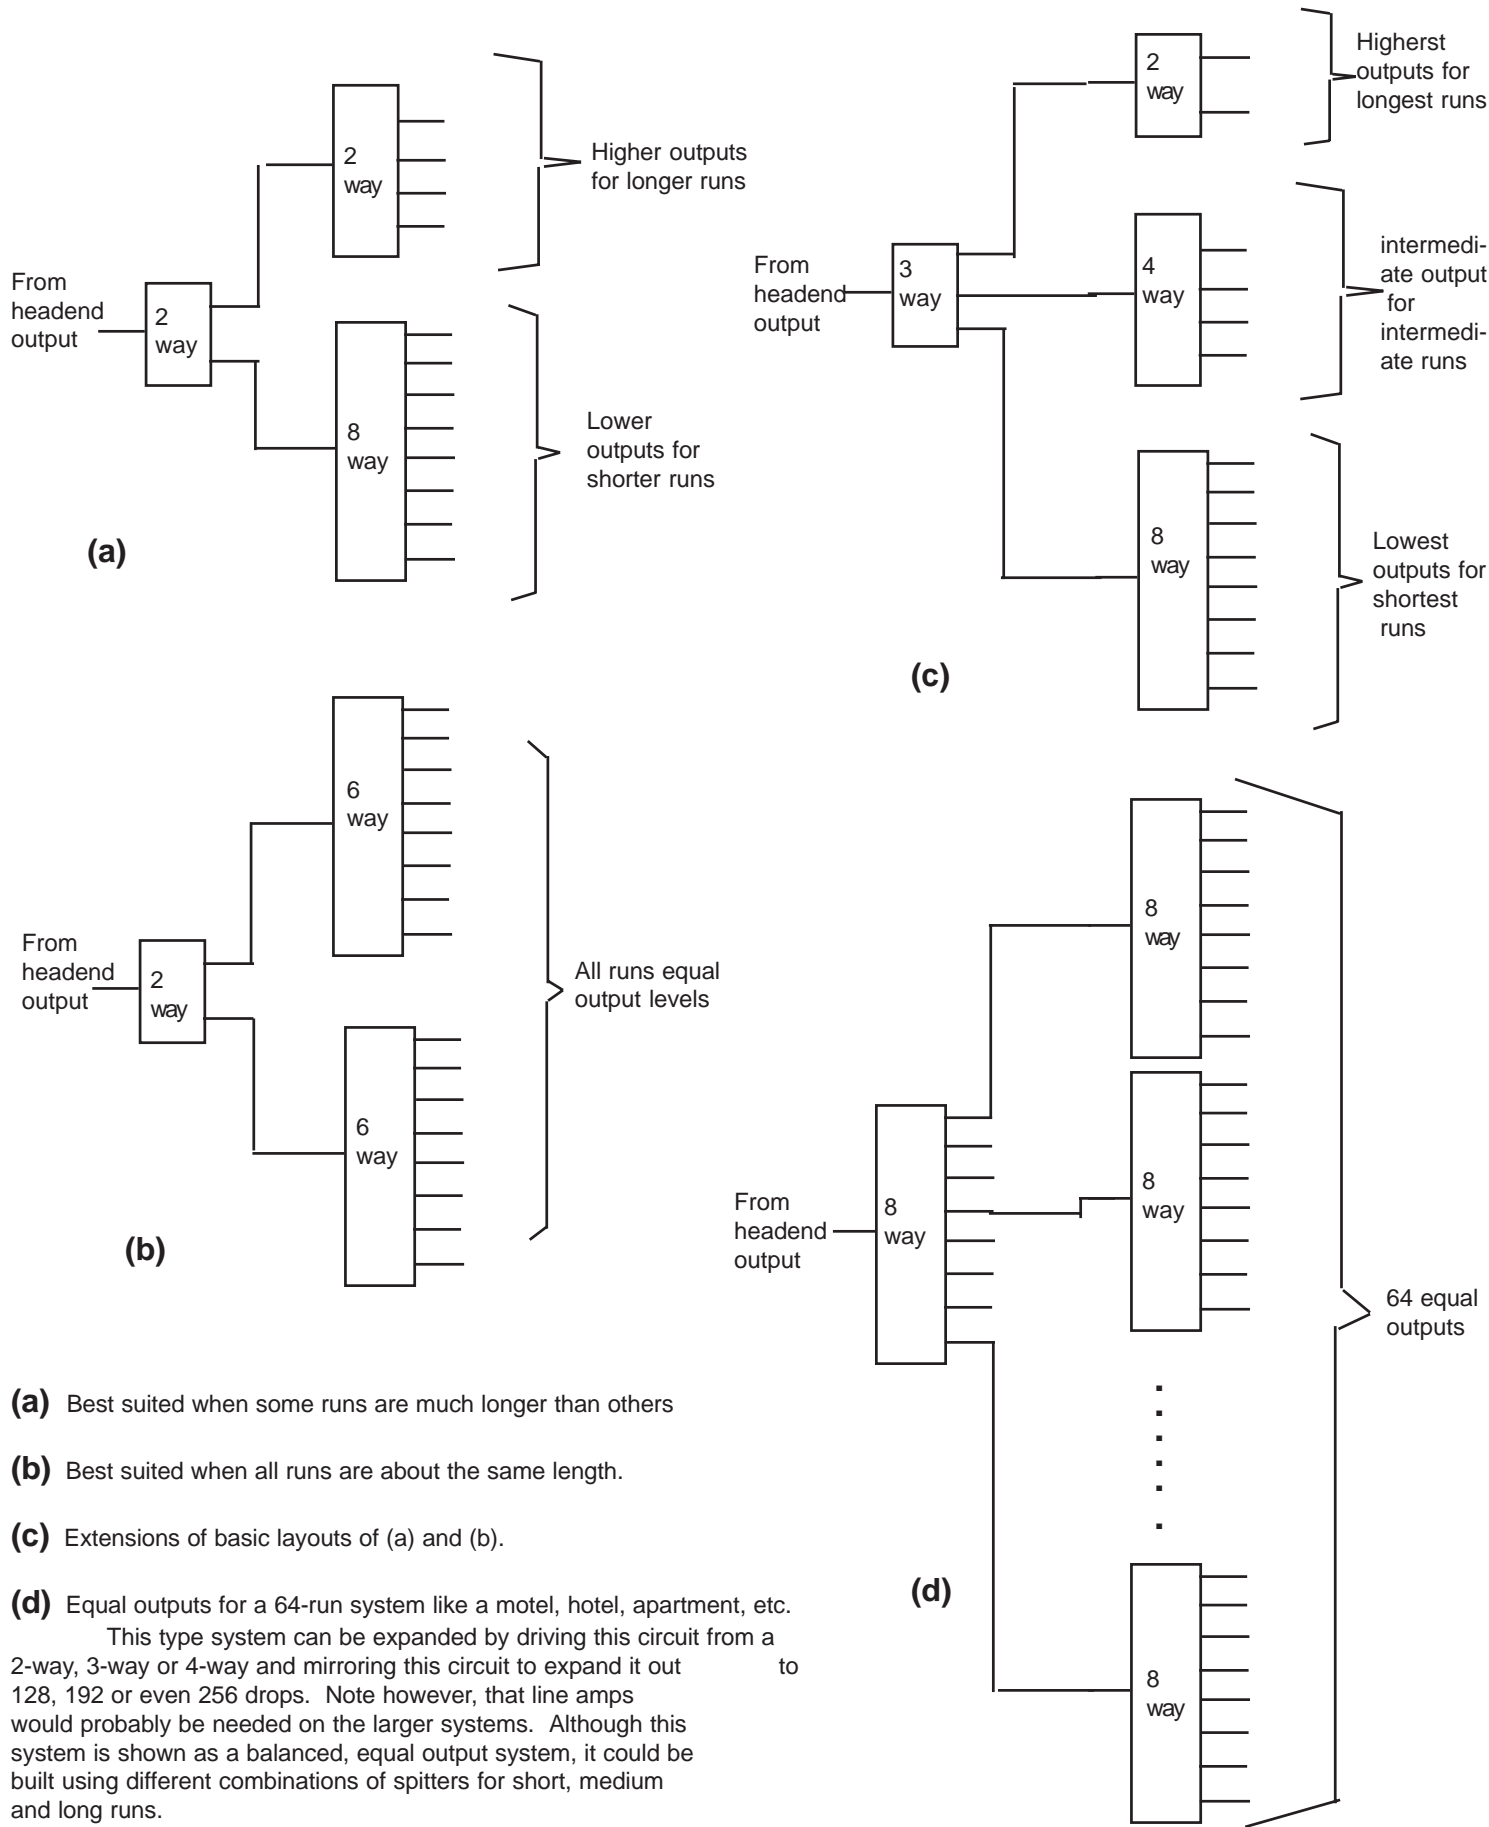 2
way
Higher outputs
for longer runs
From
headend
output
2
way
8
way
Lower
outputs for
shorter runs
(a)
2
way
Higherst
outputs for
longest runs
From
headend
output
3
way
4
way
intermedi-
ate output
for
intermedi-
ate runs
8
way
Lowest
outputs for
shortest
runs
(c)
6
way
From
headend
output
2
way
All runs equal
output levels
6
way
(b)
8
way
From
headend
output
8
way
8
way
64 equal
outputs
8
way
(d)
(a) Best suited when some runs are much longer than others
(b) Best suited when all runs are about the same length.
(c) Extensions of basic layouts of (a) and (b).
(d) Equal outputs for a 64-run system like a motel, hotel, apartment, etc.
This type system can be expanded by driving this circuit from a
2-way, 3-way or 4-way and mirroring this circuit to expand it out to
128, 192 or even 256 drops. Note however, that line amps
would probably be needed on the larger systems. Although this
system is shown as a balanced, equal output system, it could be
built using different combinations of spitters for short, medium
and long runs.